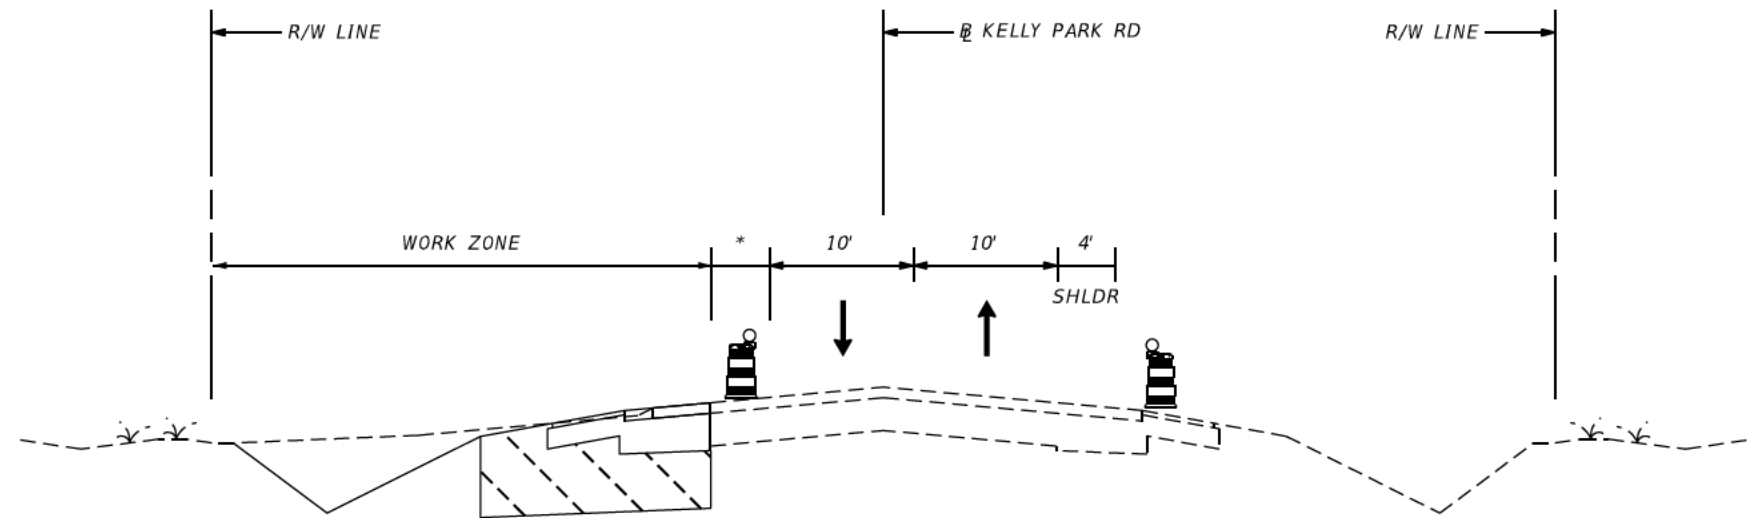 R/W LINE
℄ KELLY PARK RD
R/W LINE
WORK ZONE
*
10'
10'
4'
SHLDR